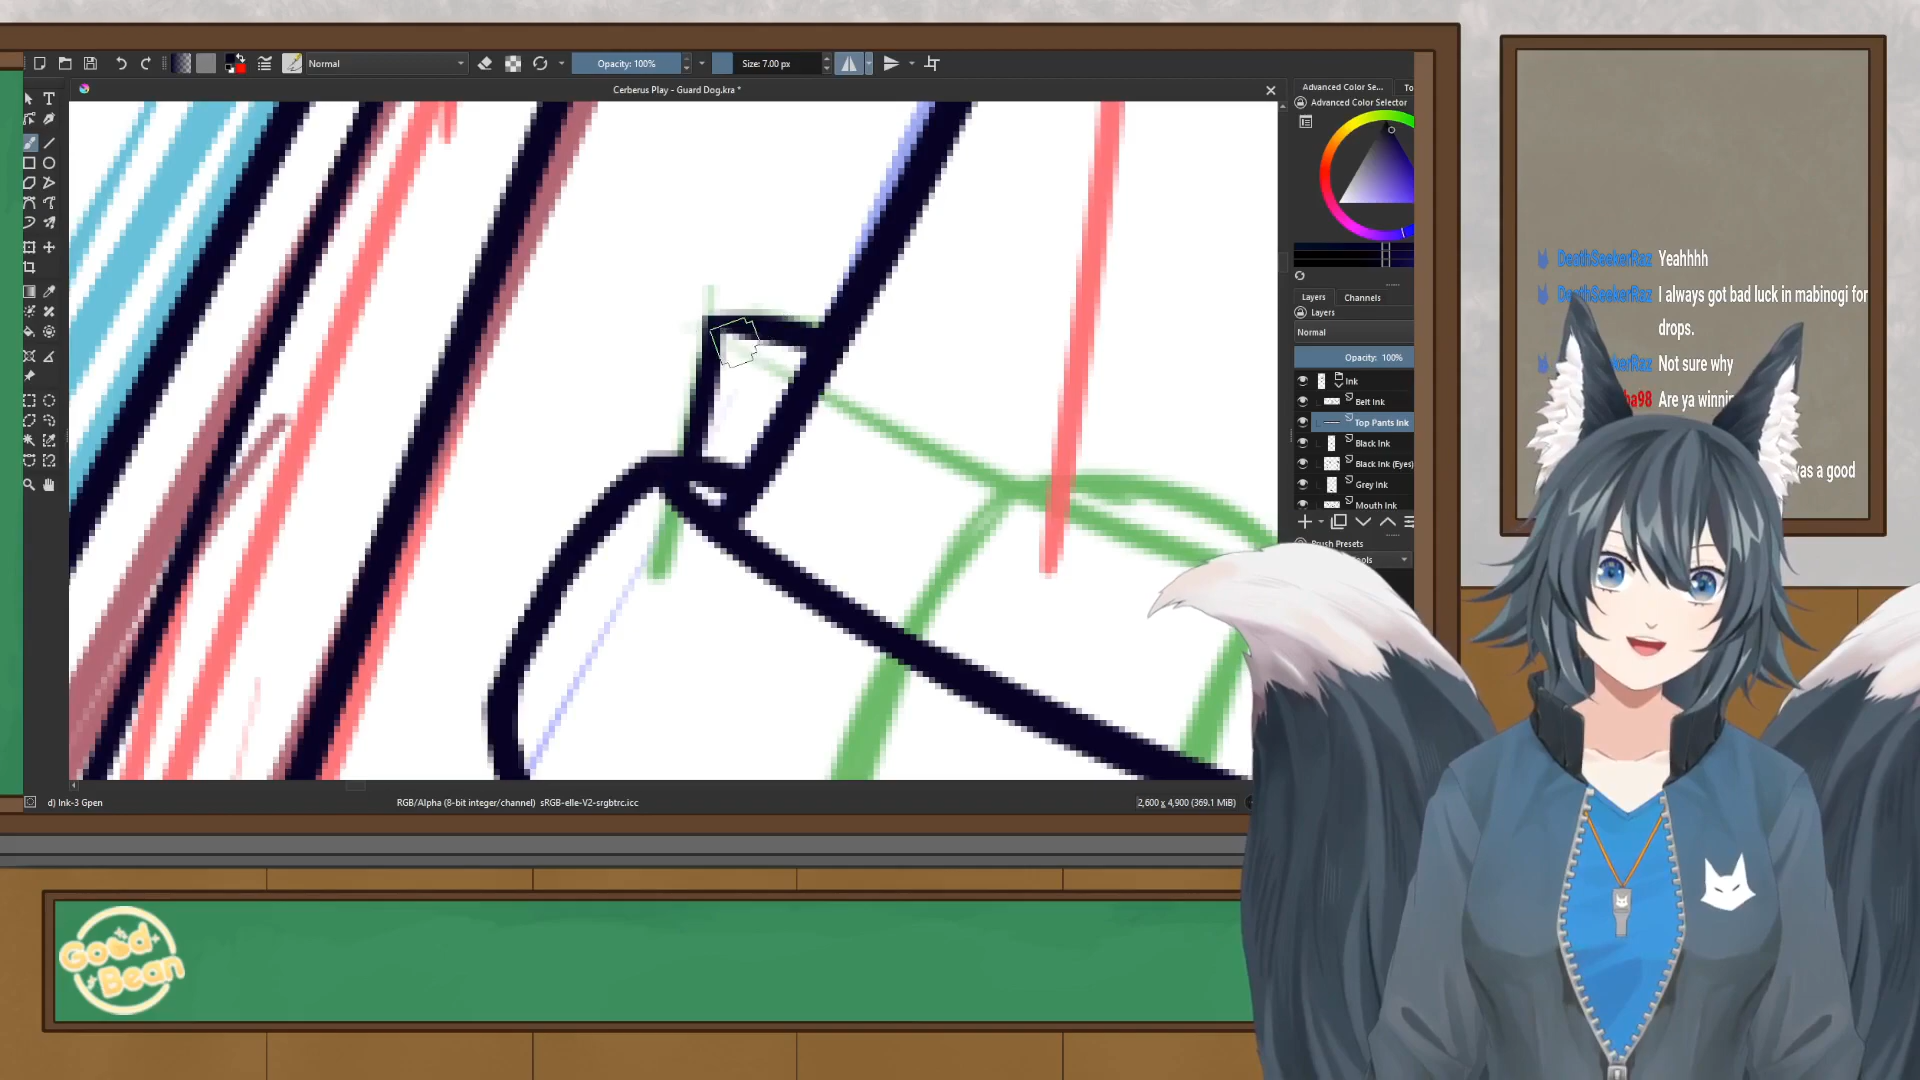 Normal
Opacity: 100%
Size: 7.00 px
Cerberus Play - Guard Dog.kra *
Advanced Color Se...
To
Advanced Color Selector
Layers
Channels
Layers
Normal
Opacity: 100%
Ink
Belt Ink
Top Pants Ink
Black Ink
Black Ink (Eyes)
Grey Ink
Mouth Ink
Brush Presets
d) Ink-3 Gpen
RGB/Alpha (8-bit integer/channel) sRGB-elle-V2-srgbtrc.icc
2,600 x 4,900 (369.1 MiB)
DeathSeekerRaz Yeahhhh
DeathSeekerRaz I always got bad luck in mabinogi for
drops.
Not sure why
Are ya
was a good
Good
Bean